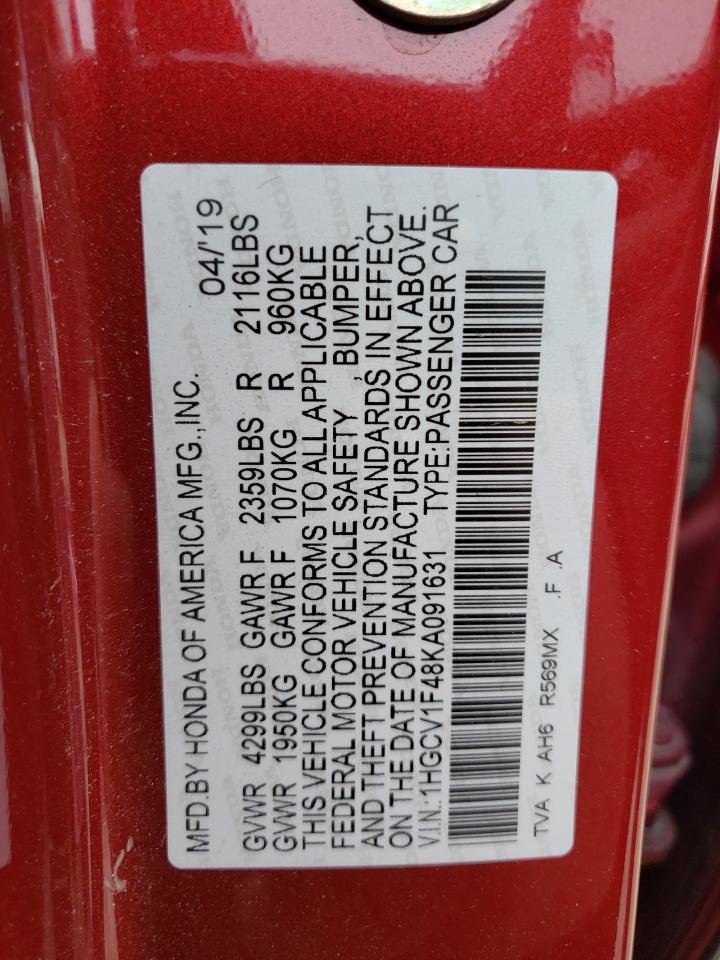 MFD.BY HONDA OF AMERICA MFG.,INC. 04/'19
GVWR 4299LBS GAWR F 2359LBS R 2116LBS
GVWR 1950KG GAWR F 1070KG R 960KG
THIS VEHICLE CONFORMS TO ALL APPLICABLE
FEDERAL MOTOR VEHICLE SAFETY , BUMPER,
AND THEFT PREVENTION STANDARDS IN EFFECT
ON THE DATE OF MANUFACTURE SHOWN ABOVE.
V.I.N.:1HGCV1F48KA091631 TYPE:PASSENGER CAR
TVA K AH6 R569MX .F .A